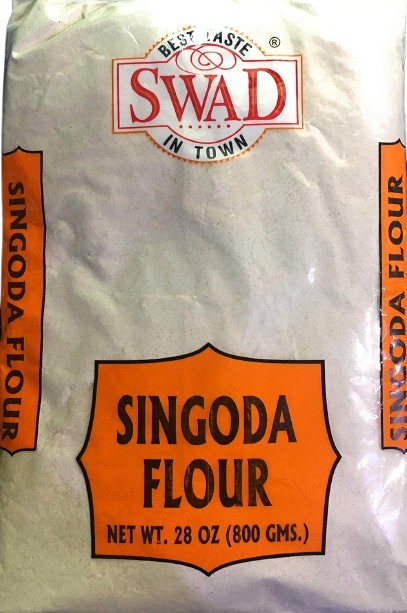 BEST TASTE
®
SWAD
IN TOWN
SINGODA FLOUR
SINGODA FLOUR
SINGODA
FLOUR
NET WT. 28 OZ (800 GMS.)